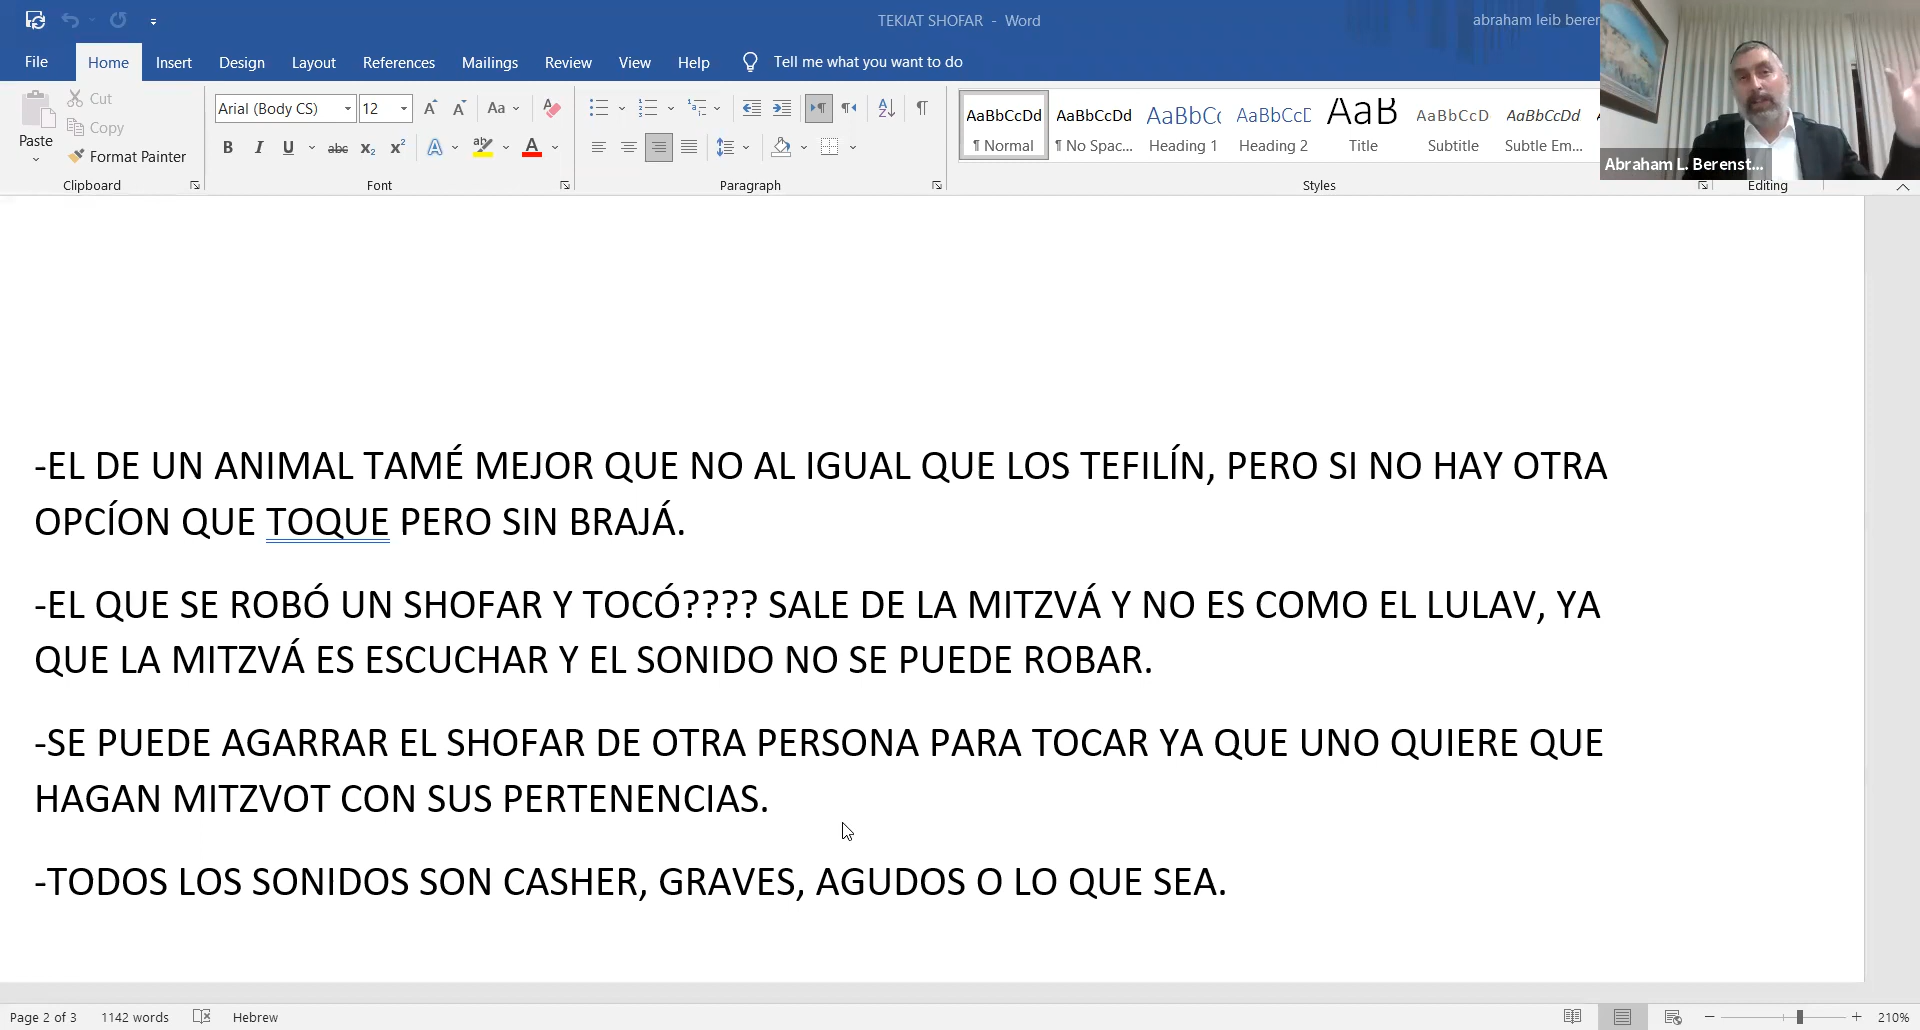 TEKIAT SHOFAR - Word
abraham leib beren
File Home Insert Design Layout References Mailings Review View Help Tell me what you want to do
Paste
Cut
Copy
Format Painter
Clipboard
Arial (Body CS) 12
Font
Paragraph
AaBbCcDd AaBbCcDd AaBbCc AaBbCcD AaB AaBbCcD AaBbCcDd
¶ Normal ¶ No Spac... Heading 1 Heading 2 Title Subtitle Subtle Em...
Styles
Editing
Abraham L. Berenst...
-EL DE UN ANIMAL TAMÉ MEJOR QUE NO AL IGUAL QUE LOS TEFILÍN, PERO SI NO HAY OTRA
OPCÍON QUE TOQUE PERO SIN BRAJÁ.
-EL QUE SE ROBÓ UN SHOFAR Y TOCÓ???? SALE DE LA MITZVÁ Y NO ES COMO EL LULAV, YA
QUE LA MITZVÁ ES ESCUCHAR Y EL SONIDO NO SE PUEDE ROBAR.
-SE PUEDE AGARRAR EL SHOFAR DE OTRA PERSONA PARA TOCAR YA QUE UNO QUIERE QUE
HAGAN MITZVOT CON SUS PERTENENCIAS.
-TODOS LOS SONIDOS SON CASHER, GRAVES, AGUDOS O LO QUE SEA.
Page 2 of 3 1142 words Hebrew 210%